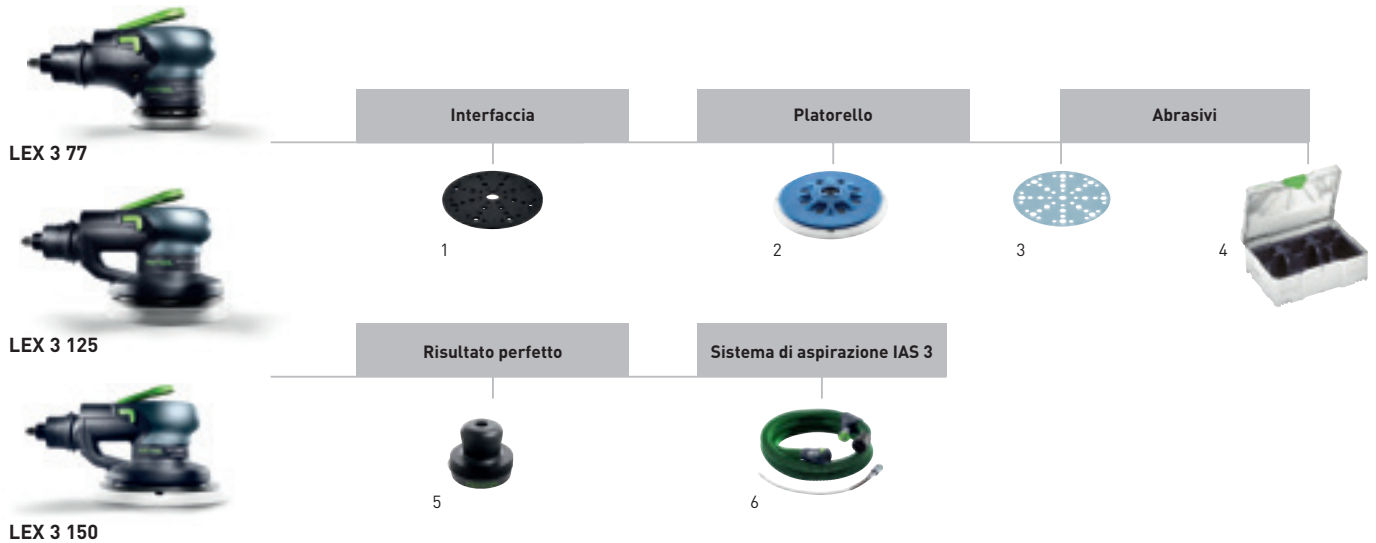 LEX 3 77
Interfaccia
Platorello
Abrasivi
1
2
3
4
LEX 3 125
Risultato perfetto
Sistema di aspirazione IAS 3
5
6
LEX 3 150